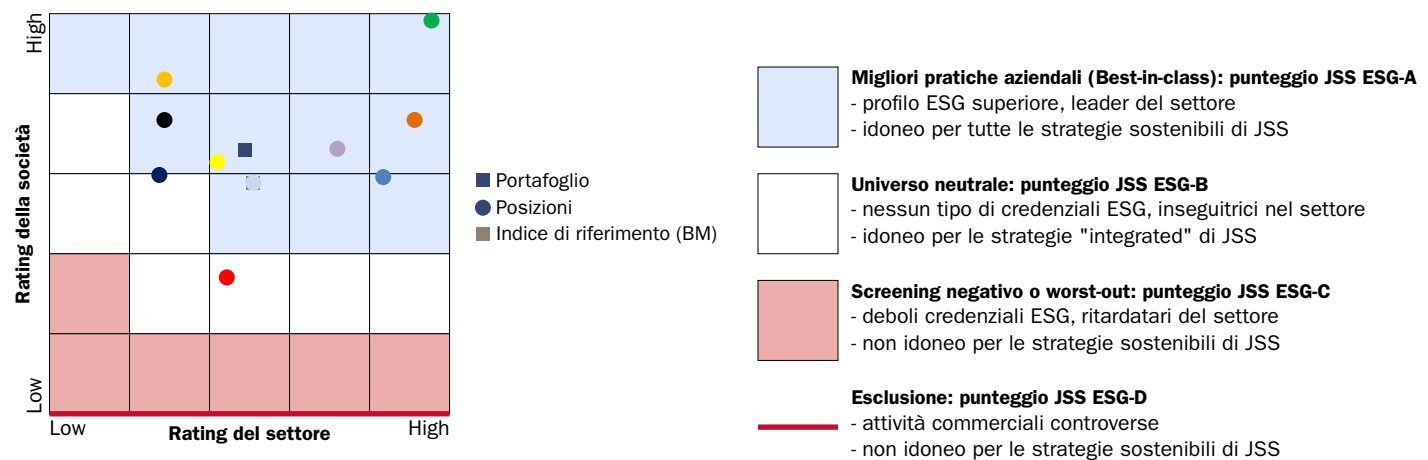 High
Rating della società
Low
Low
Rating del settore
High
Portafoglio
Posizioni
Indice di riferimento (BM)
Migliori pratiche aziendali (Best-in-class): punteggio JSS ESG-A
- profilo ESG superiore, leader del settore
- idoneo per tutte le strategie sostenibili di JSS
Universo neutrale: punteggio JSS ESG-B
- nessun tipo di credenziali ESG, inseguitrici nel settore
- idoneo per le strategie "integrated" di JSS
Screening negativo o worst-out: punteggio JSS ESG-C
- deboli credenziali ESG, ritardatari del settore
- non idoneo per le strategie sostenibili di JSS
Esclusione: punteggio JSS ESG-D
- attività commerciali controverse
- non idoneo per le strategie sostenibili di JSS